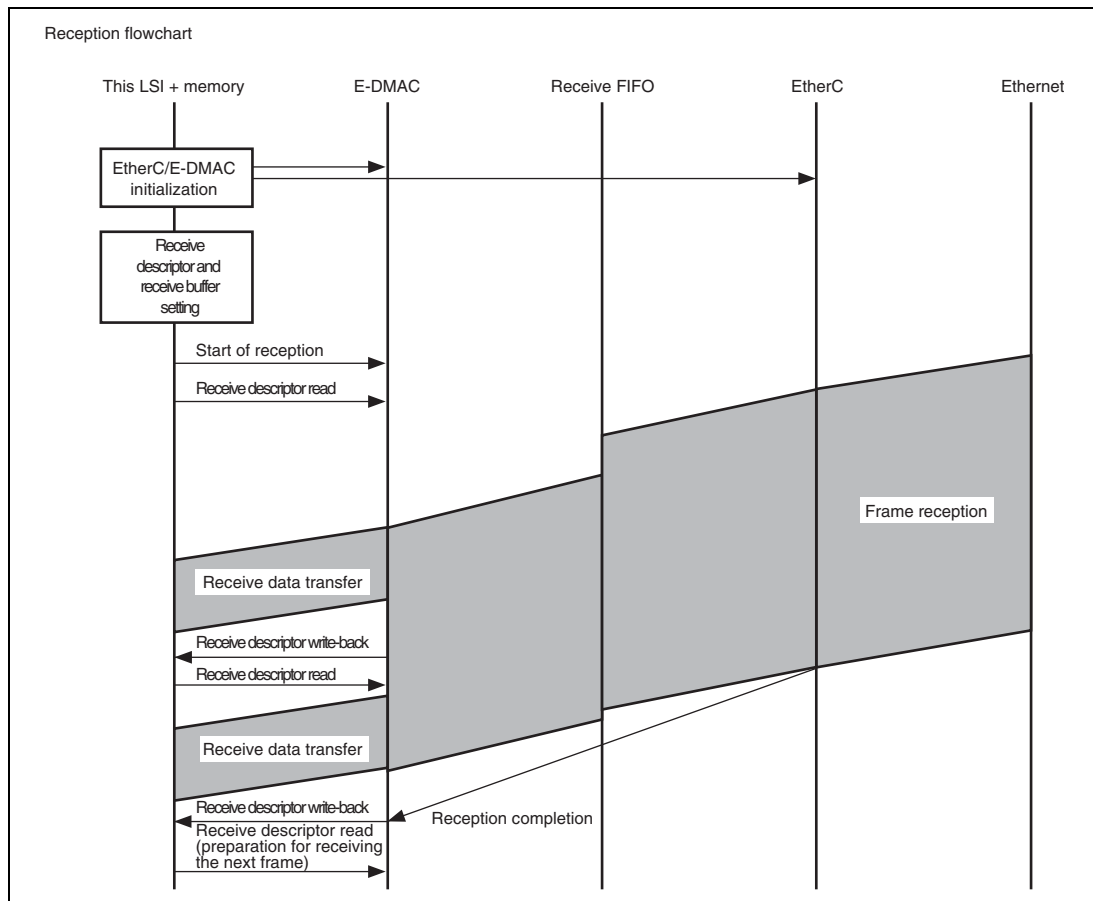 Reception flowchart
This LSI + memory
E-DMAC
Receive FIFO
EtherC
Ethernet
EtherC/E-DMAC
initialization
Receive
descriptor and
receive buffer
setting
Start of reception
Receive descriptor read
Frame reception
Receive data transfer
Receive descriptor write-back
Receive descriptor read
Receive data transfer
Receive descriptor write-back
Reception completion
Receive descriptor read
(preparation for receiving
the next frame)